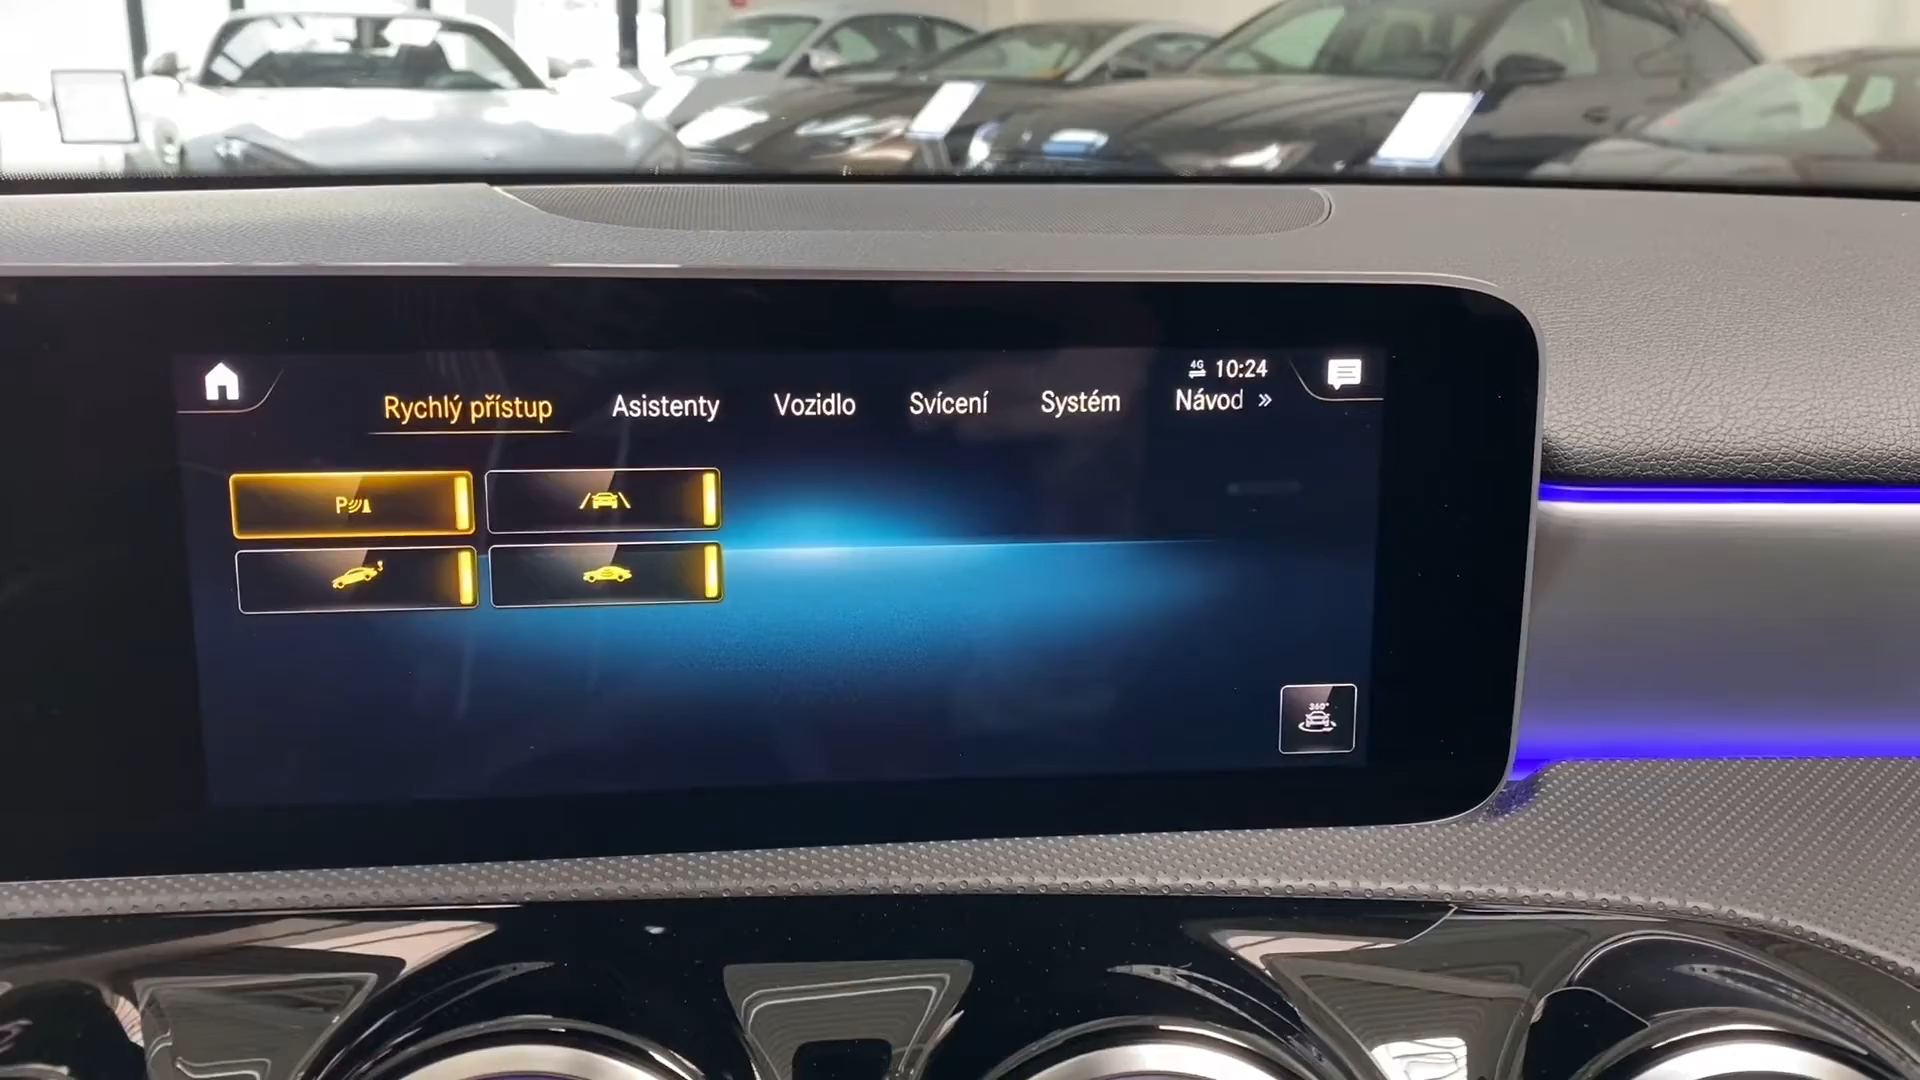 4G 10:24
Rychlý přístup Asistenty Vozidlo Svícení Systém Návod »
P
360°